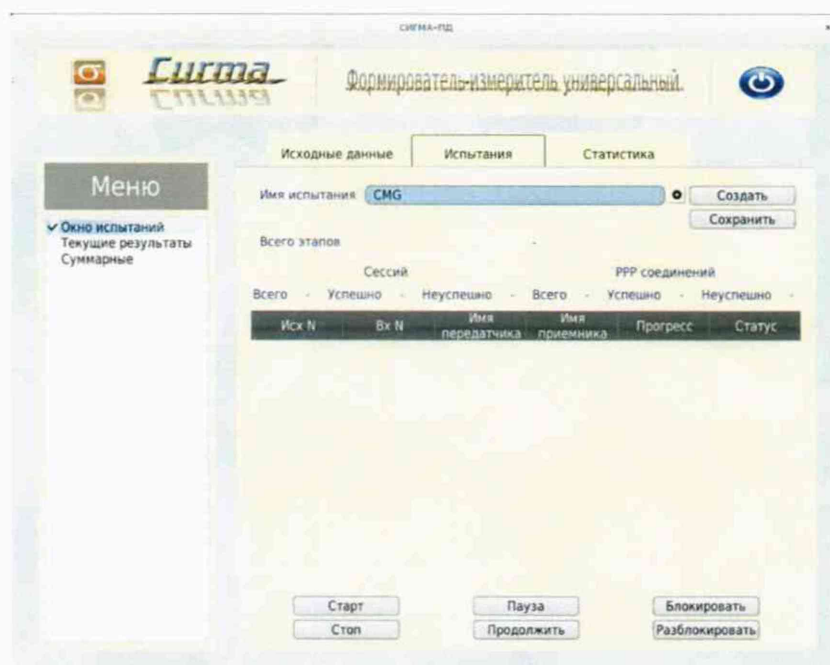 СИГМА-ПД
Сигма
Формирователь-измеритель универсальный.
Исходные данные Испытания Статистика
Меню
Имя испытания CMG Создать
Сохранить
Окно испытаний
Текущие результаты
Суммарные
Всего этапов -
Сессий PPP соединений
Всего - Успешно - Неуспешно - Всего - Успешно - Неуспешно -
Исх N Вх N Имя передатчика Имя приемника Прогресс Статус
Старт Пауза Блокировать
Стоп Продолжить Разблокировать